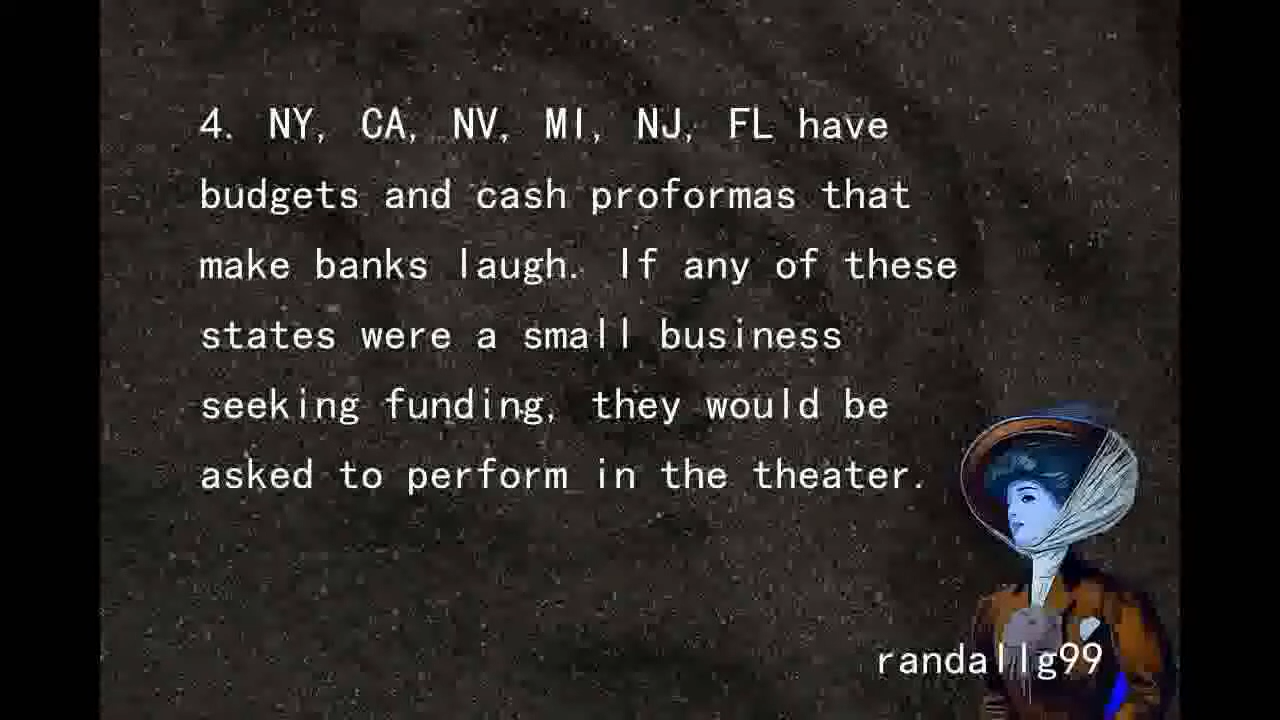 4. NY, CA, NV, MI, NJ, FL have
budgets and cash proformas that
make banks laugh. If any of these
states were a small business
seeking funding, they would be
asked to perform in the theater.
randallg99